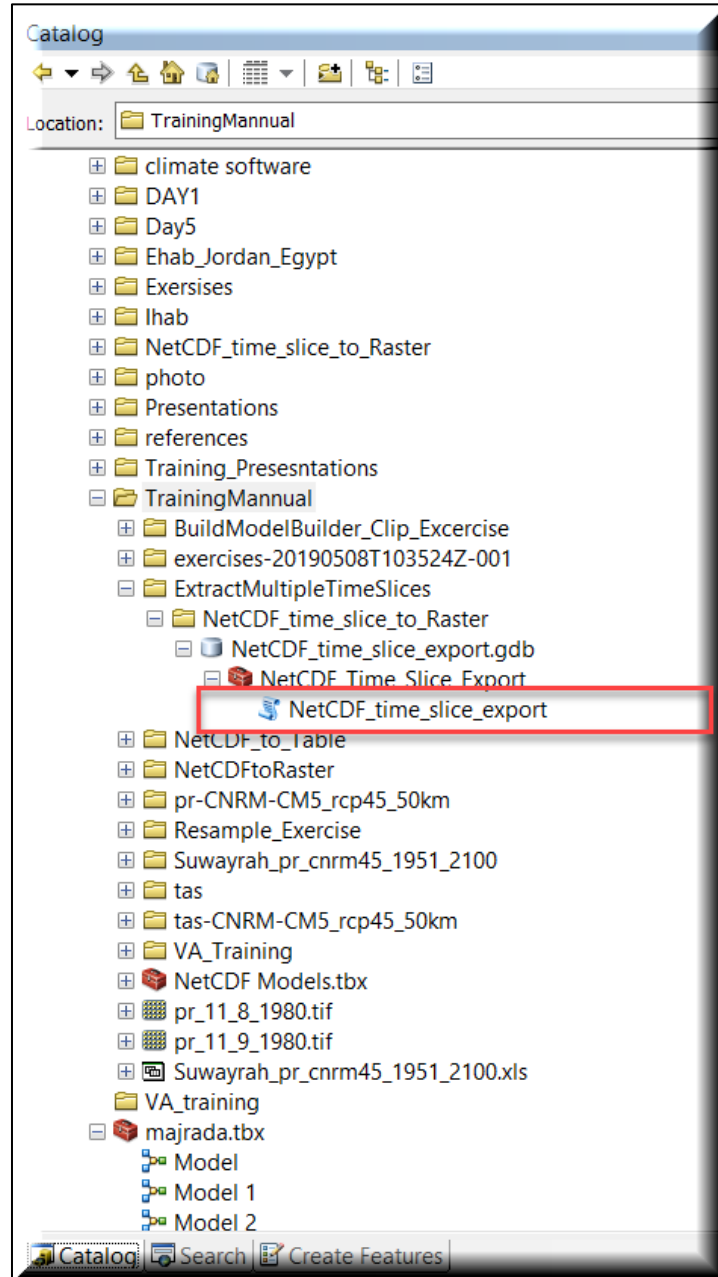 Catalog
Location: TrainingMannual
climate software
DAY1
Day5
Ehab_Jordan_Egypt
Exersises
Ihab
NetCDF_time_slice_to_Raster
photo
Presentations
references
Training_Presesntations
TrainingMannual
BuildModelBuilder_Clip_Excercise
exercises-20190508T103524Z-001
ExtractMultipleTimeSlices
NetCDF_time_slice_to_Raster
NetCDF_time_slice_export.gdb
NetCDF_Time_Slice_Export
NetCDF_time_slice_export
NetCDF_to_Table
NetCDFtoRaster
pr-CNRM-CM5_rcp45_50km
Resample_Exercise
Suwayrah_pr_cnrm45_1951_2100
tas
tas-CNRM-CM5_rcp45_50km
VA_Training
NetCDF Models.tbx
pr_11_8_1980.tif
pr_11_9_1980.tif
Suwayrah_pr_cnrm45_1951_2100.xls
VA_training
majrada.tbx
Model
Model 1
Model 2
Catalog Search Create Features